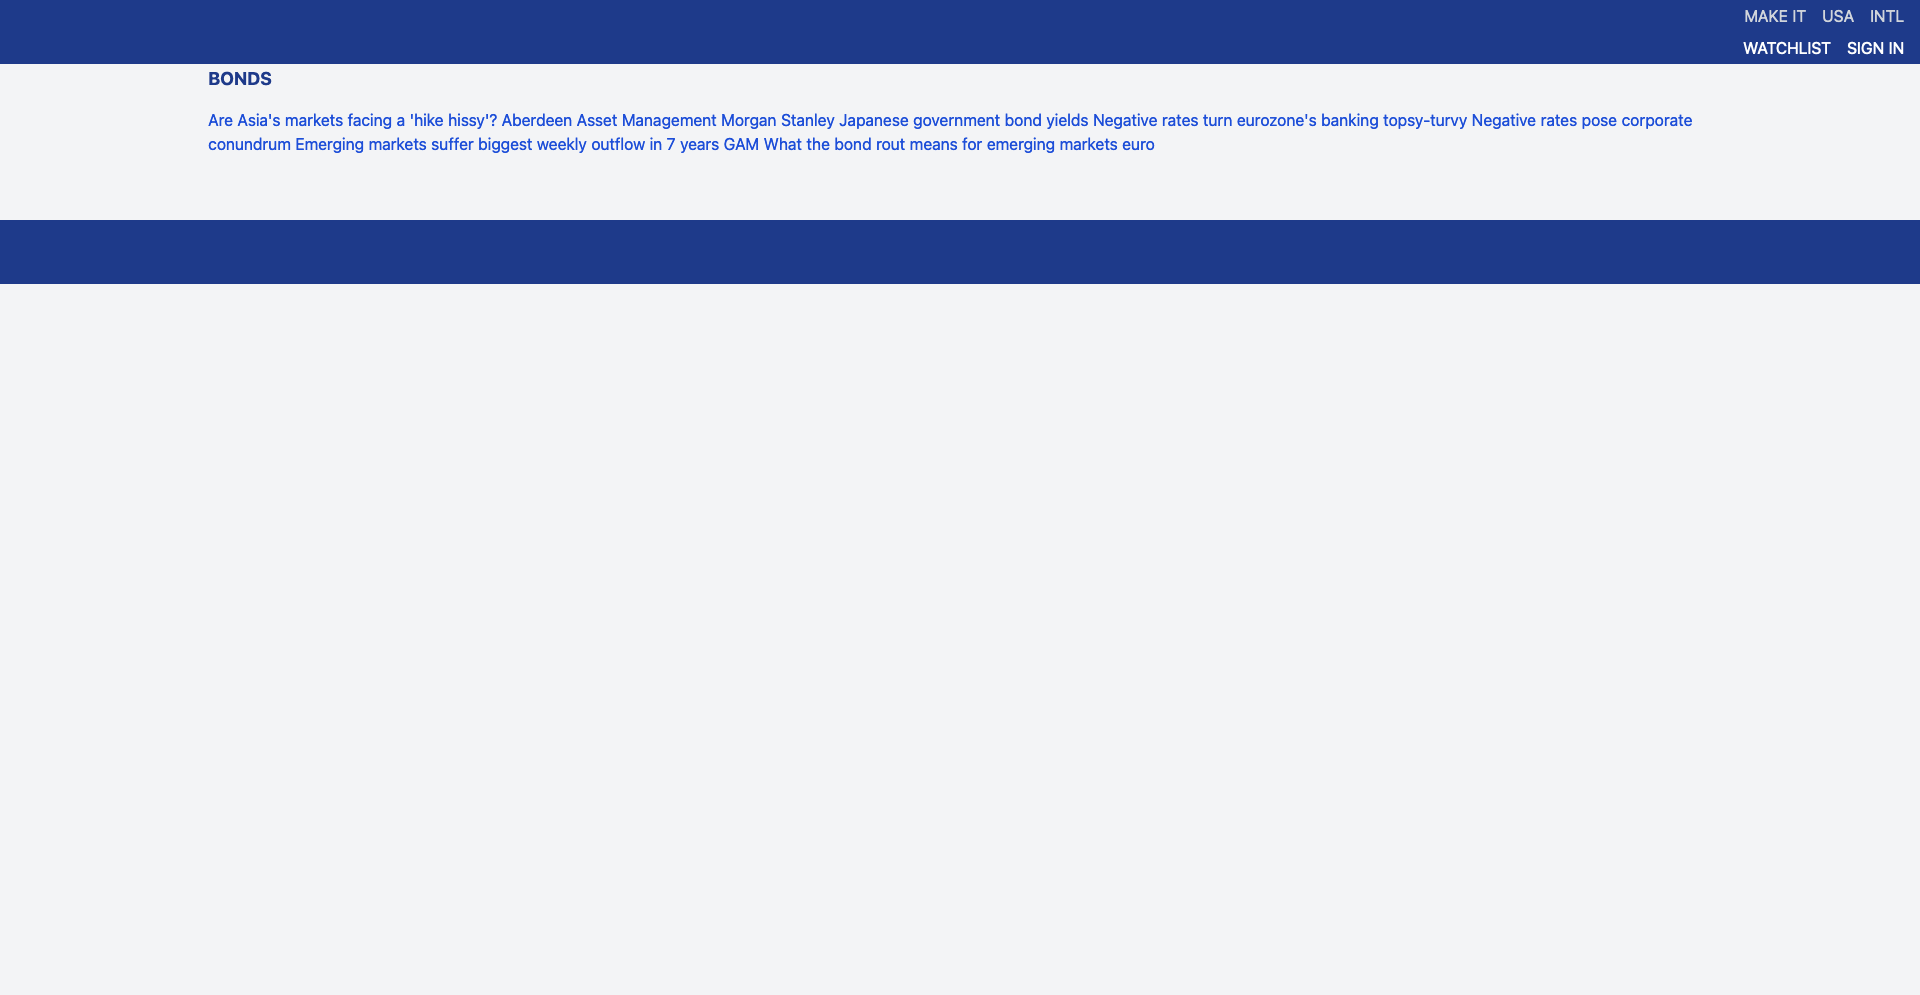 MAKE IT USA INTL
WATCHLIST SIGN IN
BONDS
Are Asia's markets facing a 'hike hissy'? Aberdeen Asset Management Morgan Stanley Japanese government bond yields Negative rates turn eurozone's banking topsy-turvy Negative rates pose corporate
conundrum Emerging markets suffer biggest weekly outflow in 7 years GAM What the bond rout means for emerging markets euro